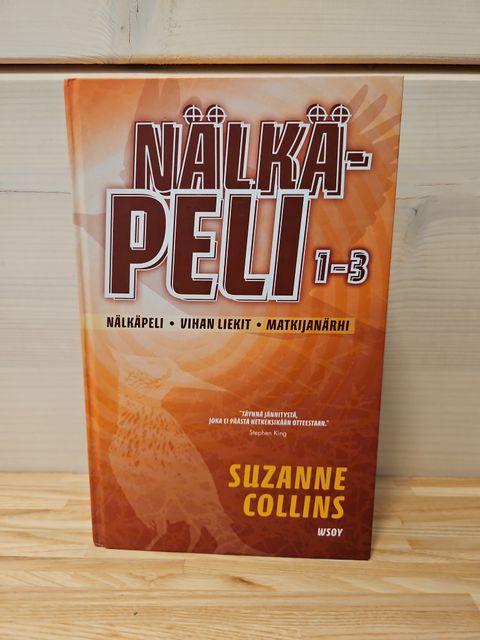 NÄLKÄ-
PELI 1-3
NÄLKÄPELI • VIHAN LIEKIT • MATKIJANÄRHI
"TÄYNNÄ JÄNNITYSTÄ,
JOKA EI PÄÄSTÄ HETKEKSIKÄÄN OTTEESTAAN."
Stephen King
SUZANNE
COLLINS
WSOY